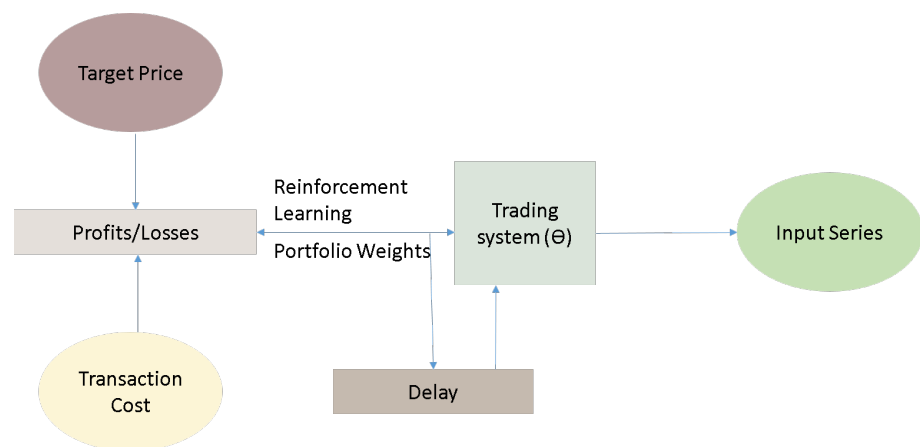 Target Price
Reinforcement
Learning
Profits/Losses
Portfolio Weights
Trading
system (Ө)
Input Series
Transaction
Cost
Delay